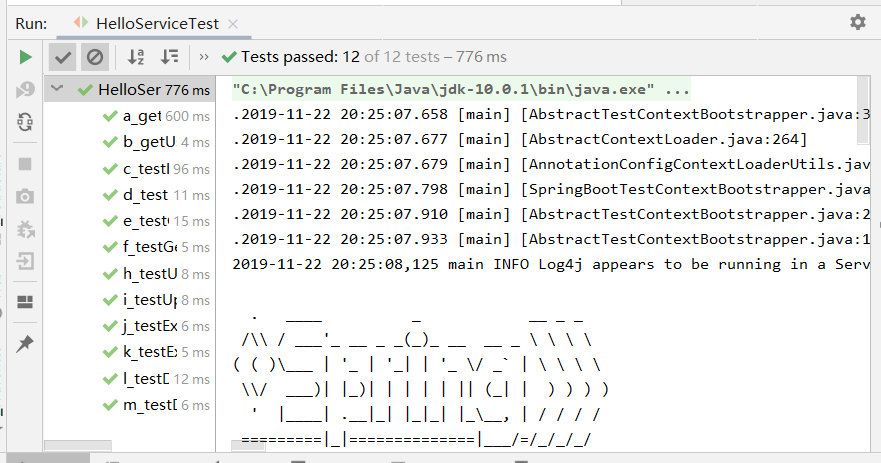 Run: HelloServiceTest
Tests passed: 12 of 12 tests – 776 ms
HelloSer 776 ms
a_get 600 ms
b_getU 4 ms
c_testI 96 ms
d_test 11 ms
e_test 15 ms
f_testGe 5 ms
h_testU 8 ms
i_testUp 8 ms
j_testEx 6 ms
k_testEx 5 ms
l_testD 12 ms
m_testD 6 ms
"C:\Program Files\Java\jdk-10.0.1\bin\java.exe" ...
.2019-11-22 20:25:07.658 [main] [AbstractTestContextBootstrapper.java:3
.2019-11-22 20:25:07.677 [main] [AbstractContextLoader.java:264]
.2019-11-22 20:25:07.679 [main] [AnnotationConfigContextLoaderUtils.jav
.2019-11-22 20:25:07.798 [main] [SpringBootTestContextBootstrapper.java
.2019-11-22 20:25:07.910 [main] [AbstractTestContextBootstrapper.java:2
.2019-11-22 20:25:07.933 [main] [AbstractTestContextBootstrapper.java:1
2019-11-22 20:25:08,125 main INFO Log4j appears to be running in a Serv
  .   ____          _            __ _ _
 /\\ / ___'_ __ _ _(_)_ __  __ _ \ \ \ \
( ( )\___ | '_ | '_| | '_ \/ _` | \ \ \ \
 \\/  ___)| |_)| | | | | || (_| |  ) ) ) )
  '  |____| .__|_| |_|_| |_\__, | / / / /
 =========|_|==============|___/=/_/_/_/